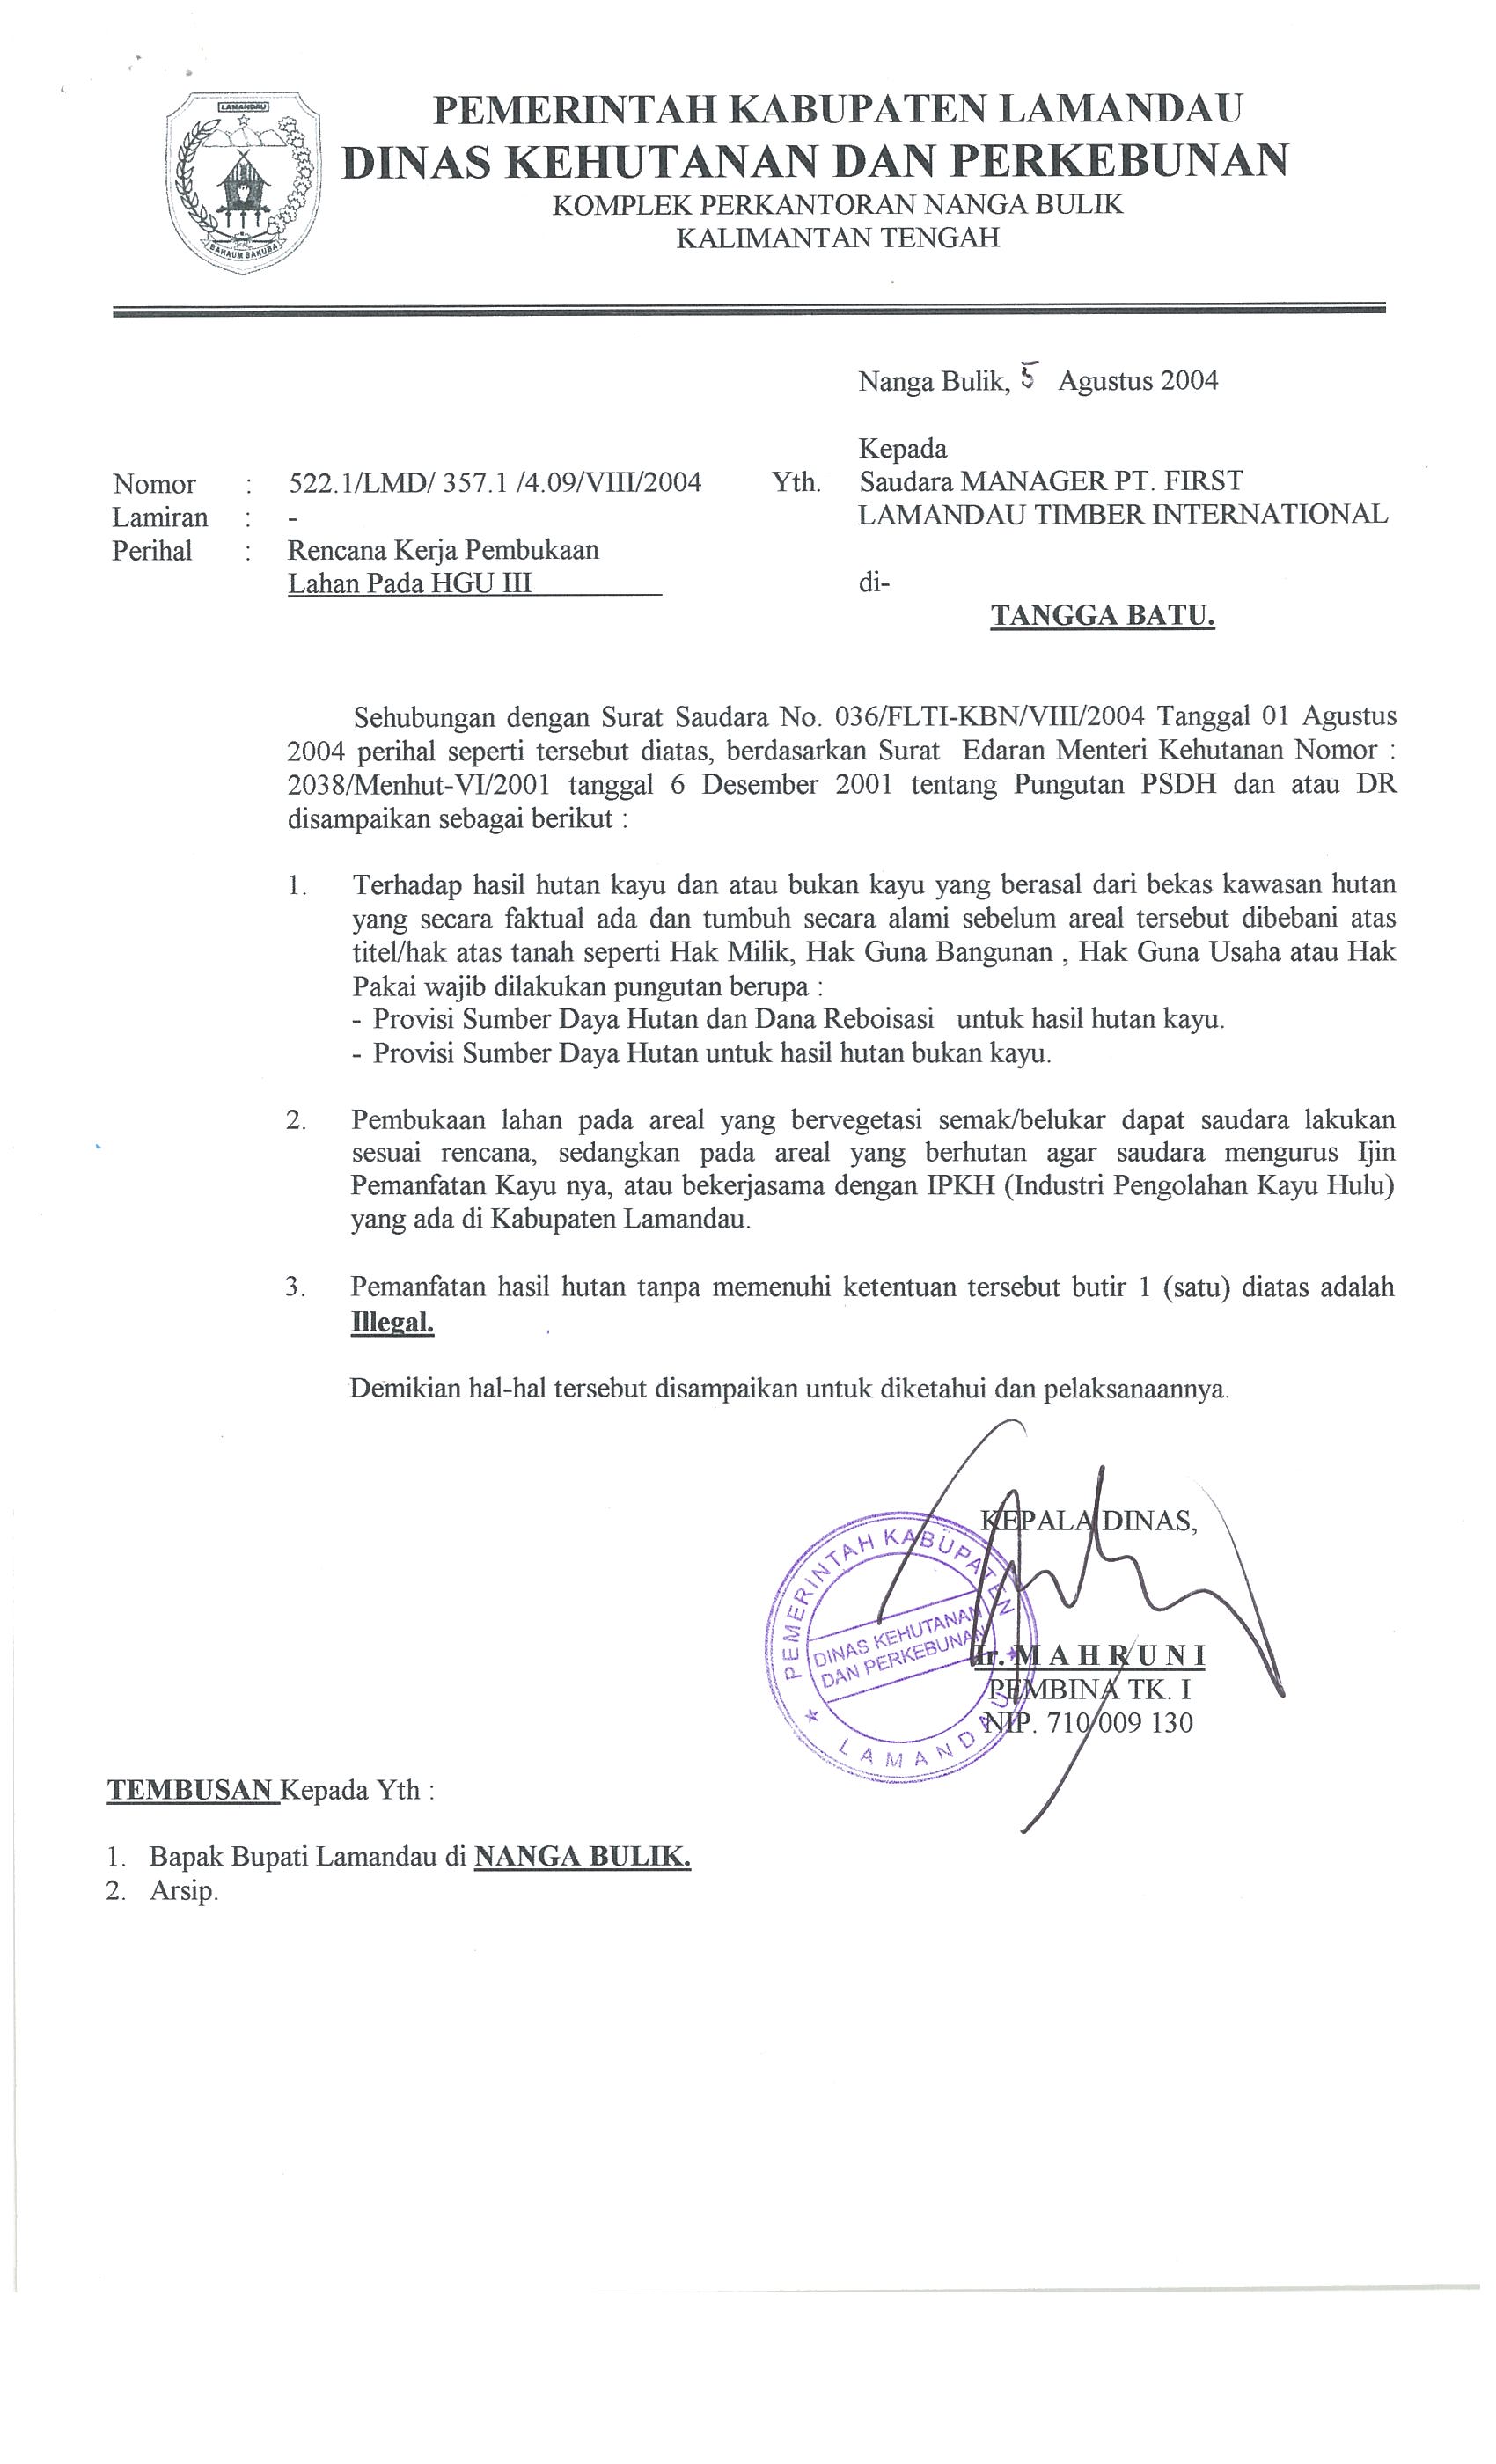 LAMANDAU
BAHAUM BAKUBA
PEMERINTAH KABUPATEN LAMANDAU
DINAS KEHUTANAN DAN PERKEBUNAN
KOMPLEK PERKANTORAN NANGA BULIK
KALIMANTAN TENGAH
Nanga Bulik, 5 Agustus 2004
Kepada
Nomor : 522.1/LMD/ 357.1 /4.09/VIII/2004 Yth. Saudara MANAGER PT. FIRST
Lamiran : - LAMANDAU TIMBER INTERNATIONAL
Perihal : Rencana Kerja Pembukaan
Lahan Pada HGU III di-
TANGGA BATU.
Sehubungan dengan Surat Saudara No. 036/FLTI-KBN/VIII/2004 Tanggal 01 Agustus
2004 perihal seperti tersebut diatas, berdasarkan Surat Edaran Menteri Kehutanan Nomor :
2038/Menhut-VI/2001 tanggal 6 Desember 2001 tentang Pungutan PSDH dan atau DR
disampaikan sebagai berikut :
1. Terhadap hasil hutan kayu dan atau bukan kayu yang berasal dari bekas kawasan hutan
yang secara faktual ada dan tumbuh secara alami sebelum areal tersebut dibebani atas
titel/hak atas tanah seperti Hak Milik, Hak Guna Bangunan , Hak Guna Usaha atau Hak
Pakai wajib dilakukan pungutan berupa :
- Provisi Sumber Daya Hutan dan Dana Reboisasi untuk hasil hutan kayu.
- Provisi Sumber Daya Hutan untuk hasil hutan bukan kayu.
2. Pembukaan lahan pada areal yang bervegetasi semak/belukar dapat saudara lakukan
sesuai rencana, sedangkan pada areal yang berhutan agar saudara mengurus Ijin
Pemanfatan Kayu nya, atau bekerjasama dengan IPKH (Industri Pengolahan Kayu Hulu)
yang ada di Kabupaten Lamandau.
3. Pemanfatan hasil hutan tanpa memenuhi ketentuan tersebut butir 1 (satu) diatas adalah
Illegal.
Demikian hal-hal tersebut disampaikan untuk diketahui dan pelaksanaannya.
KEPALA DINAS,
PEMERINTAH KABUPATEN
DINAS KEHUTANAN
DAN PERKEBUNAN
LAMANDAU
Ir. M A H R U N I
PEMBINA TK. I
NIP. 710 009 130
TEMBUSAN Kepada Yth :
1. Bapak Bupati Lamandau di NANGA BULIK.
2. Arsip.